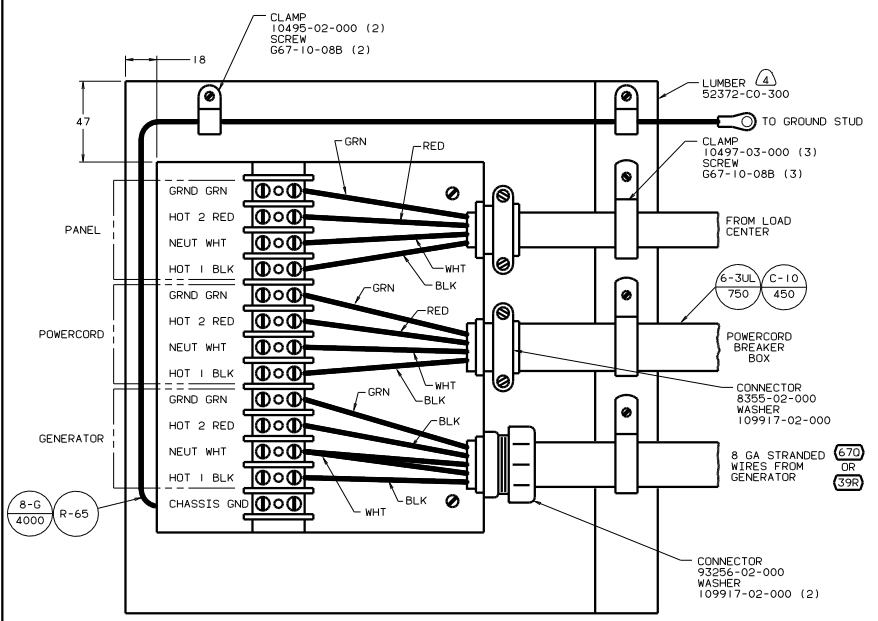 CLAMP
10495-02-000 (2)
SCREW
G67-10-08B (2)
18
47
LUMBER 4
52372-C0-300
TO GROUND STUD
CLAMP
10497-03-000 (3)
SCREW
G67-10-08B (3)
GRN
RED
PANEL
GRND GRN
HOT 2 RED
NEUT WHT
HOT 1 BLK
WHT
BLK
FROM LOAD
CENTER
6-3UL
750
C-10
450
POWERCORD
GRND GRN
HOT 2 RED
NEUT WHT
HOT 1 BLK
GRN
RED
WHT
BLK
POWERCORD
BREAKER
BOX
CONNECTOR
8355-02-000
WASHER
109917-02-000
GENERATOR
GRND GRN
HOT 2 RED
NEUT WHT
HOT 1 BLK
CHASSIS GND
GRN
BLK
BLK
WHT
8 GA STRANDED
WIRES FROM
GENERATOR
67Q
OR
39R
8-G
4000
R-65
CONNECTOR
93256-02-000
WASHER
109917-02-000 (2)